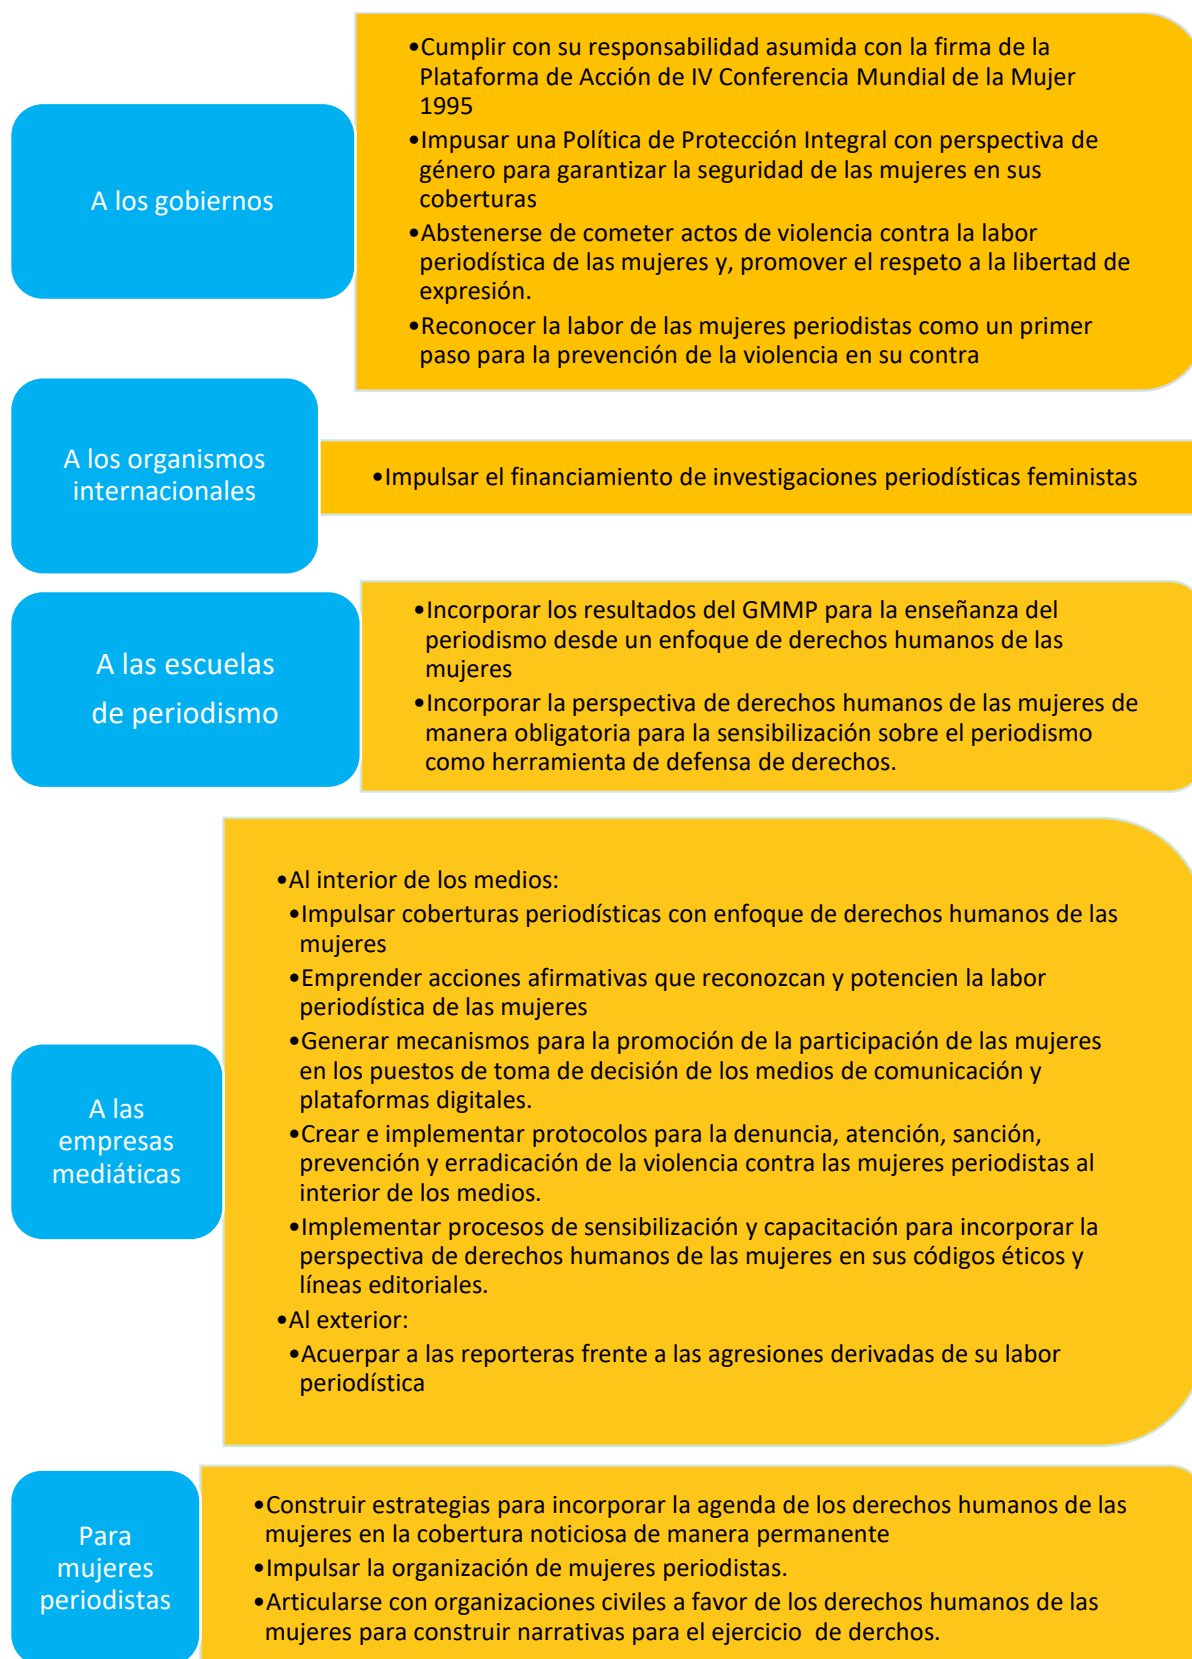 A los gobiernos
•Cumplir con su responsabilidad asumida con la firma de la
Plataforma de Acción de IV Conferencia Mundial de la Mujer
1995
•Impusar una Política de Protección Integral con perspectiva de
género para garantizar la seguridad de las mujeres en sus
coberturas
•Abstenerse de cometer actos de violencia contra la labor
periodística de las mujeres y, promover el respeto a la libertad de
expresión.
•Reconocer la labor de las mujeres periodistas como un primer
paso para la prevención de la violencia en su contra
A los organismos
internacionales
•Impulsar el financiamiento de investigaciones periodísticas feministas
A las escuelas
de periodismo
•Incorporar los resultados del GMMP para la enseñanza del
periodismo desde un enfoque de derechos humanos de las
mujeres
•Incorporar la perspectiva de derechos humanos de las mujeres de
manera obligatoria para la sensibilización sobre el periodismo
como herramienta de defensa de derechos.
A las
empresas
mediáticas
•Al interior de los medios:
•Impulsar coberturas periodísticas con enfoque de derechos humanos de las
mujeres
•Emprender acciones afirmativas que reconozcan y potencien la labor
periodística de las mujeres
•Generar mecanismos para la promoción de la participación de las mujeres
en los puestos de toma de decisión de los medios de comunicación y
plataformas digitales.
•Crear e implementar protocolos para la denuncia, atención, sanción,
prevención y erradicación de la violencia contra las mujeres periodistas al
interior de los medios.
•Implementar procesos de sensibilización y capacitación para incorporar la
perspectiva de derechos humanos de las mujeres en sus códigos éticos y
líneas editoriales.
•Al exterior:
•Acuerpar a las reporteras frente a las agresiones derivadas de su labor
periodística
Para
mujeres
periodistas
•Construir estrategias para incorporar la agenda de los derechos humanos de las
mujeres en la cobertura noticiosa de manera permanente
•Impulsar la organización de mujeres periodistas.
•Articularse con organizaciones civiles a favor de los derechos humanos de las
mujeres para construir narrativas para el ejercicio  de derchos.